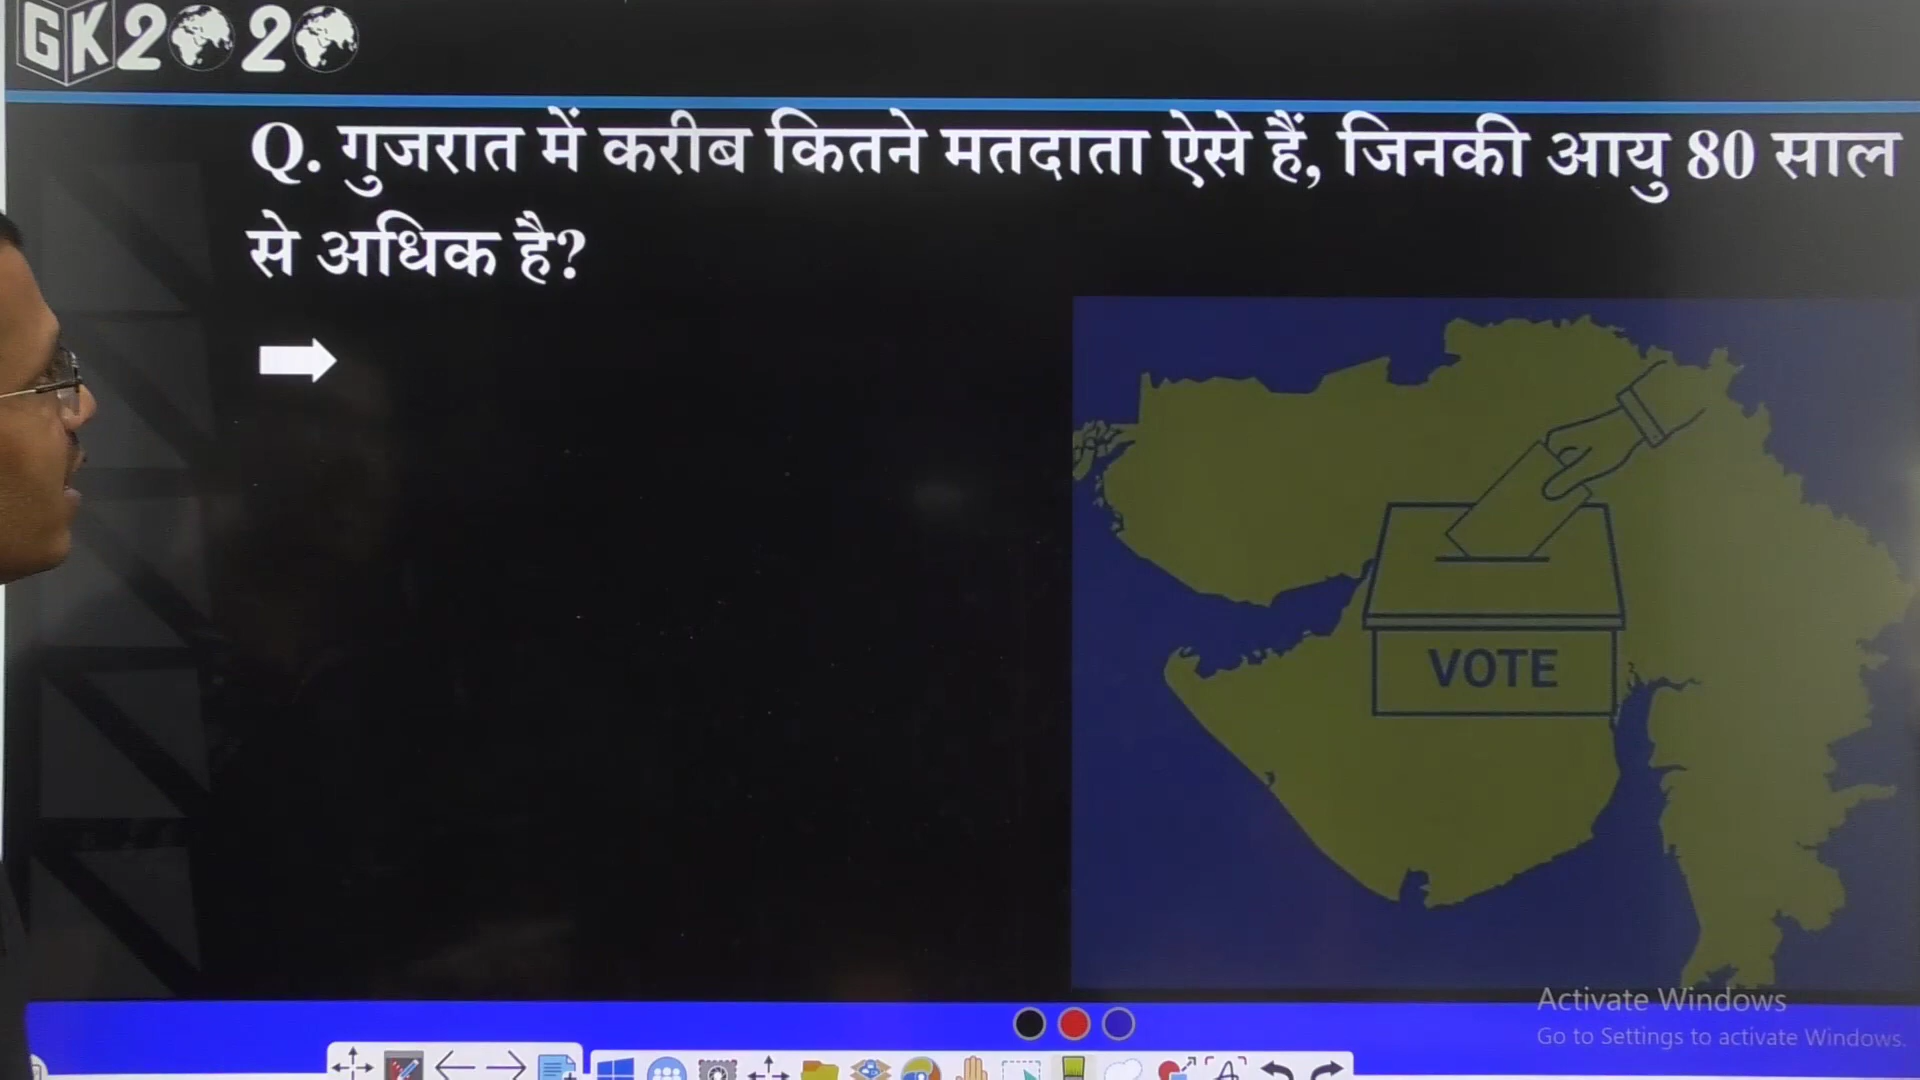 GK2020
Q. गुजरात में करीब कितने मतदाता ऐसे हैं, जिनकी आयु 80 साल
से अधिक है?
VOTE
Activate Windows
Go to Settings to activate Windows.